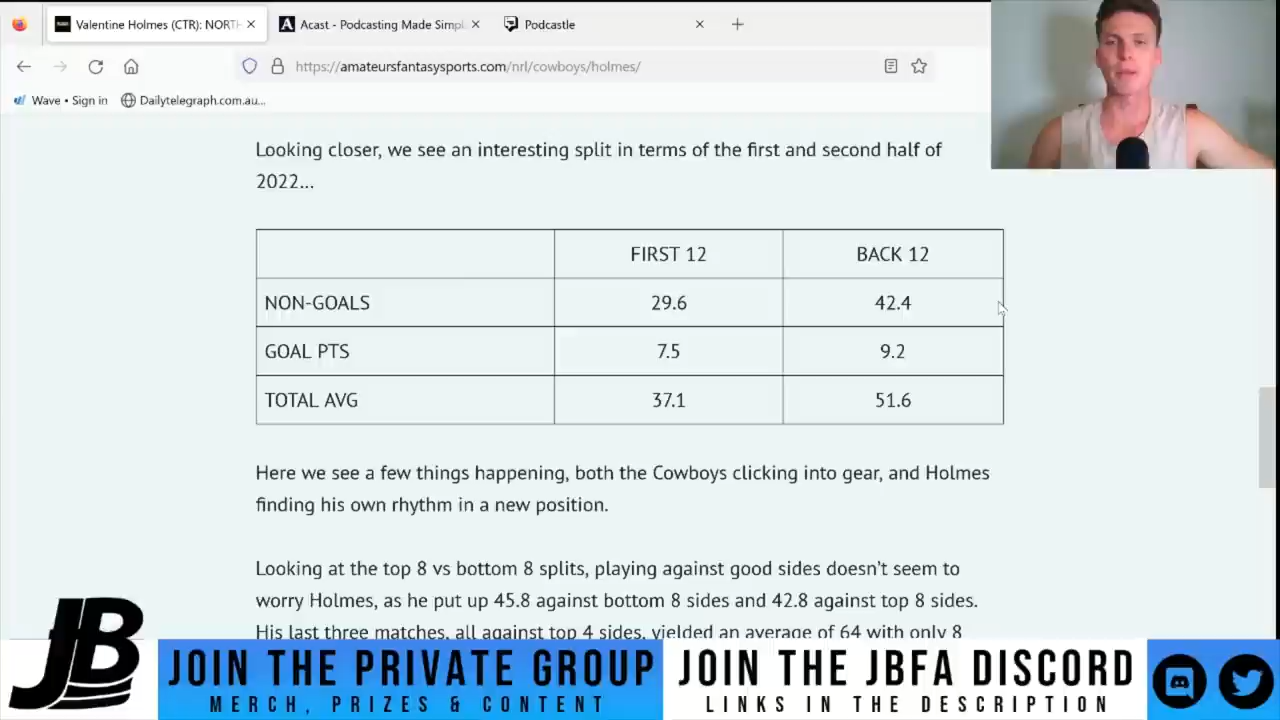 Valentine Holmes (CTR): NORTH
Acast - Podcasting Made Simpl
Podcastle
https://amateursfantasysports.com/nrl/cowboys/holmes/
Wave • Sign in
Dailytelegraph.com.au...
Looking closer, we see an interesting split in terms of the first and second half of
2022...
FIRST 12 BACK 12
NON-GOALS 29.6 42.4
GOAL PTS 7.5 9.2
TOTAL AVG 37.1 51.6
Here we see a few things happening, both the Cowboys clicking into gear, and Holmes
finding his own rhythm in a new position.
Looking at the top 8 vs bottom 8 splits, playing against good sides doesn't seem to
worry Holmes, as he put up 45.8 against bottom 8 sides and 42.8 against top 8 sides.
His last three matches, all against top 4 sides, yielded an average of 64 with only 8
JB
JOIN THE PRIVATE GROUP
MERCH, PRIZES & CONTENT
JOIN THE JBFA DISCORD
LINKS IN THE DESCRIPTION